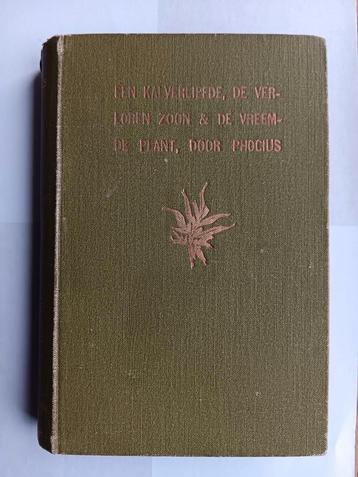 EEN KALVERLIEFDE, DE VER-
LOREN ZOON & DE VREEM-
DE PLANT, DOOR PHOCIUS